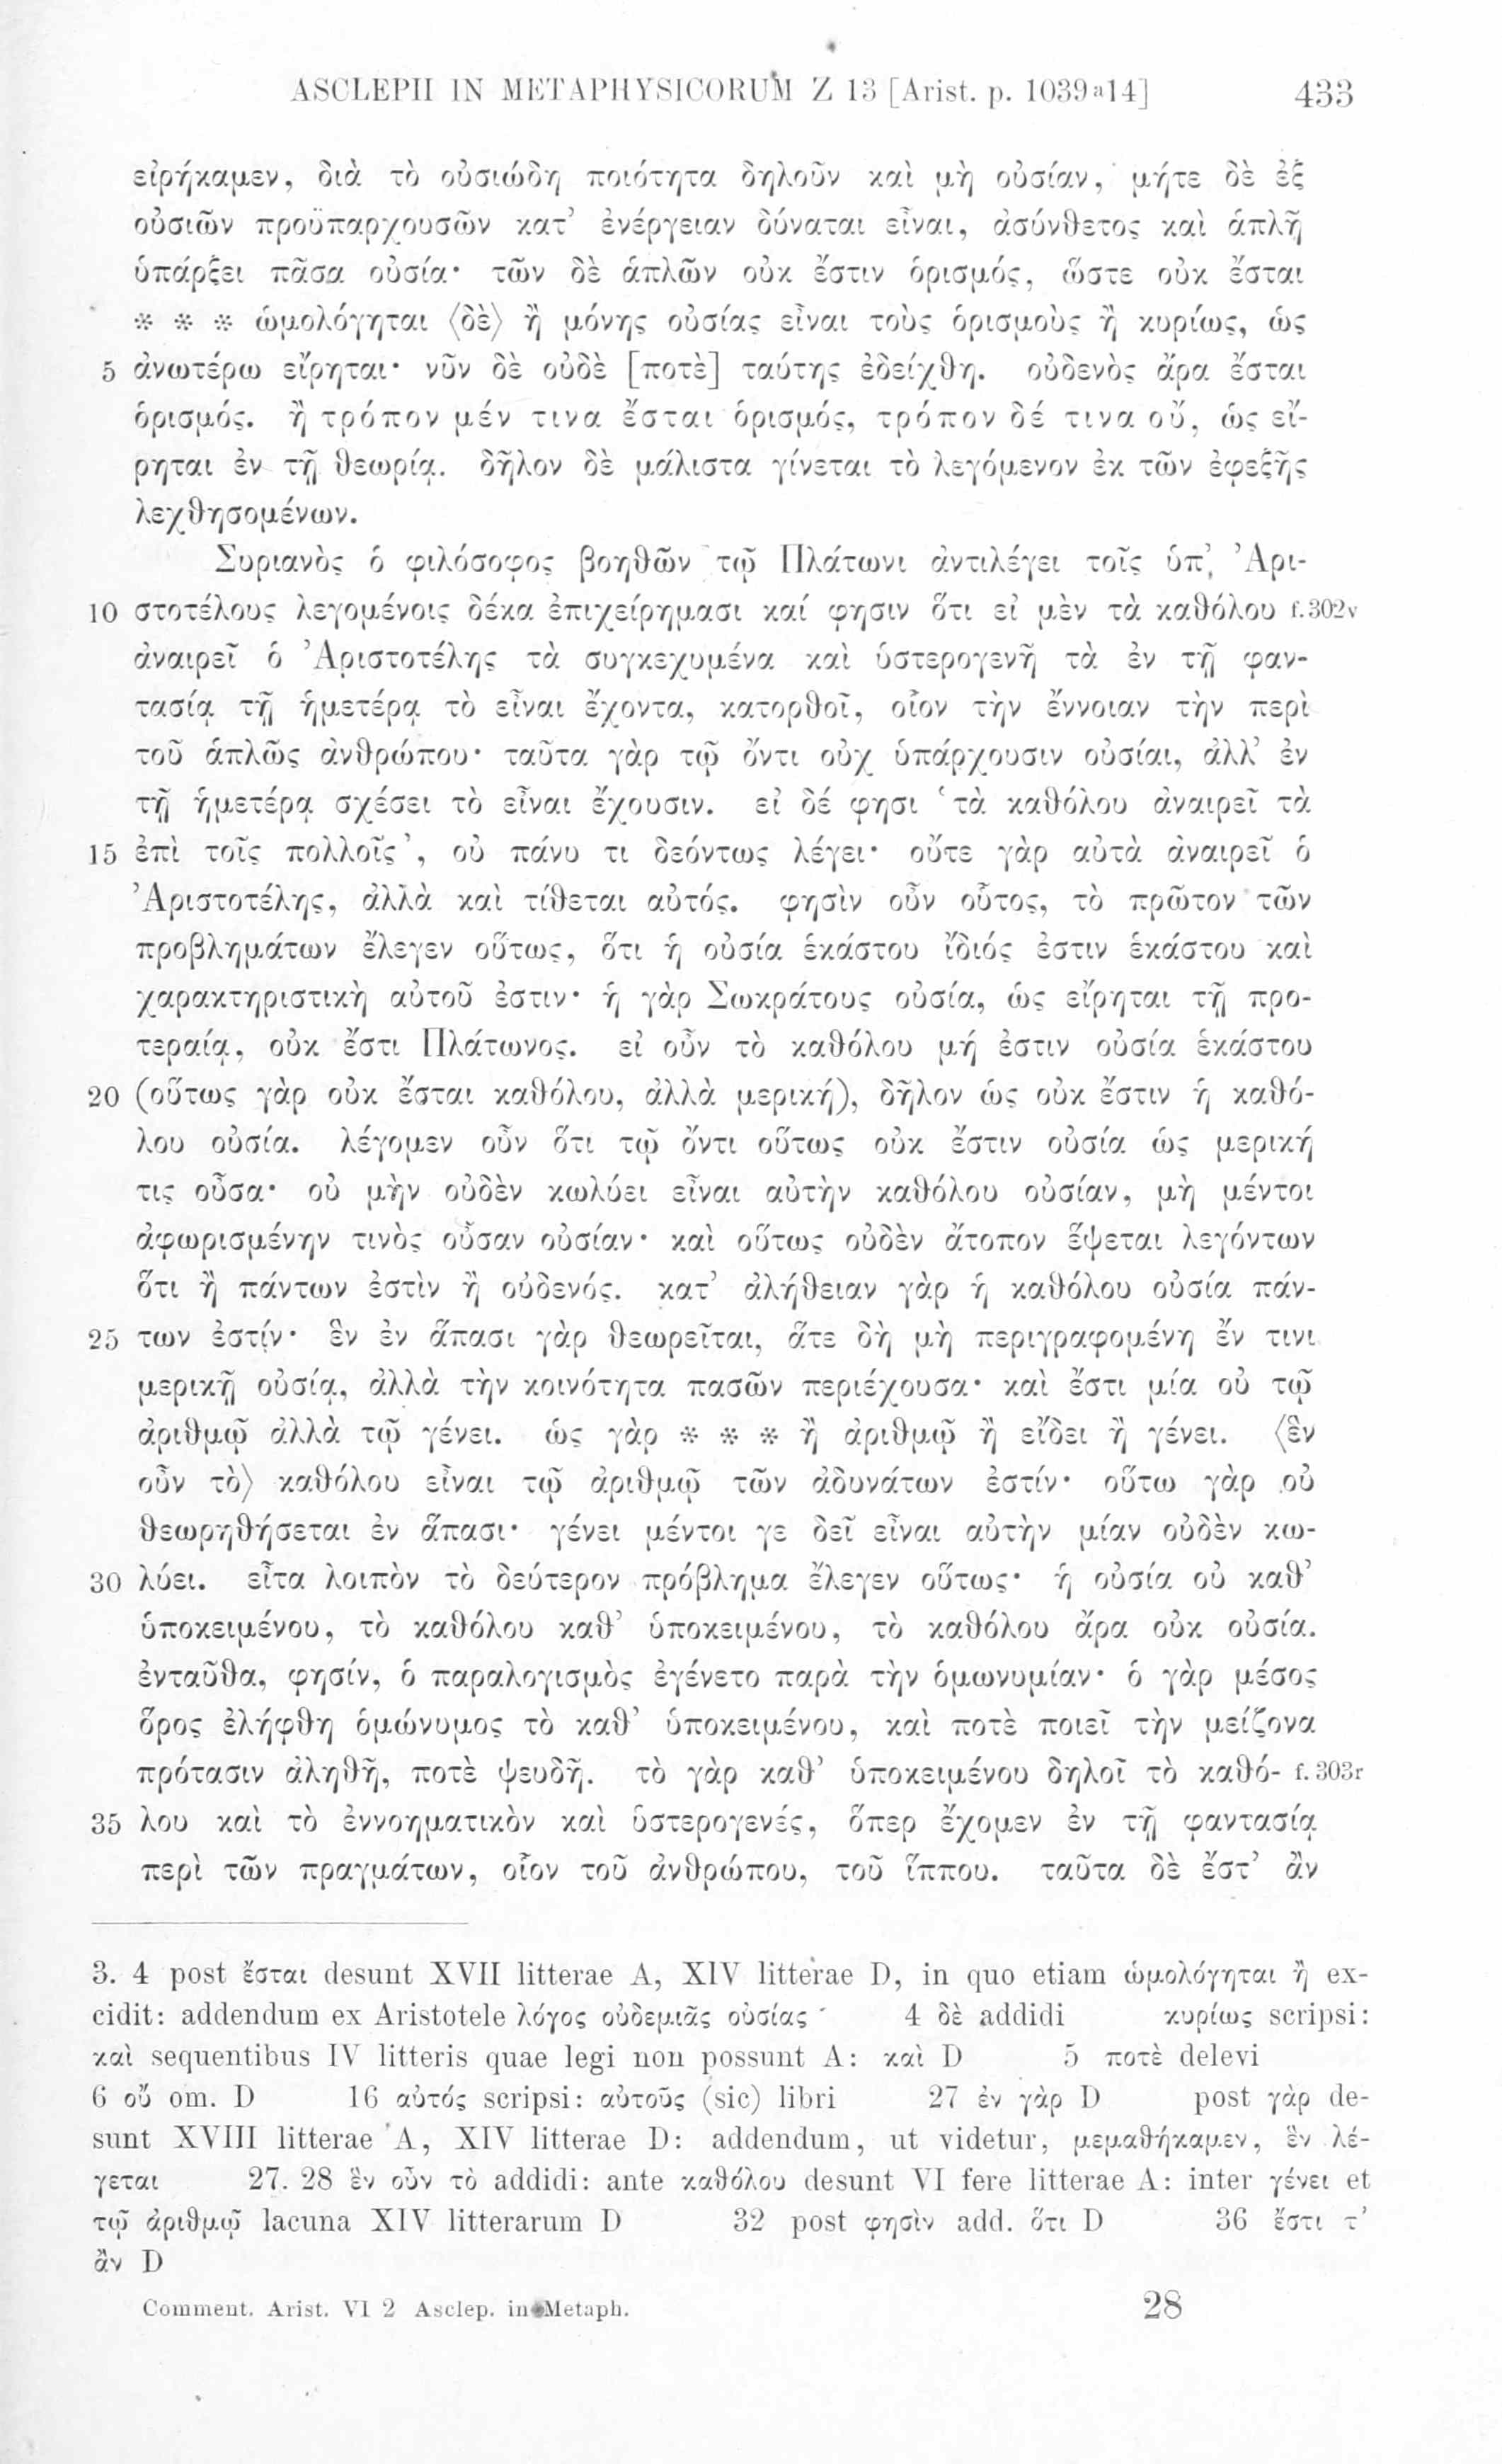 ASCLEPII IN METAPHYSICORUM Z 13 [Arist. p. 1039a14] 433
εἰρήκαμεν, διὰ τὸ οὐσιώδη ποιότητα δηλοῦν καὶ μὴ οὐσίαν, μήτε δὲ ἐξ
οὐσιῶν προϋπαρχουσῶν κατ’ ἐνέργειαν δύναται εἶναι, ἀσύνθετος καὶ ἁπλῆ
ὑπάρξει πᾶσα οὐσία· τῶν δὲ ἁπλῶν οὐκ ἔστιν ὁρισμός, ὥστε οὐκ ἔσται
* * * ὡμολόγηται ⟨δὲ⟩ ἢ μόνης οὐσίας εἶναι τοὺς ὁρισμοὺς ἢ κυρίως, ὡς
5 ἀνωτέρω εἴρηται· νῦν δὲ οὐδὲ [ποτὲ] ταύτης ἐδείχθη. οὐδενὸς ἄρα ἔσται
ὁρισμός. ἢ τρόπον μέν τινα ἔσται ὁρισμός, τρόπον δέ τινα οὔ, ὡς εἴ-
ρηται ἐν τῇ θεωρίᾳ. δῆλον δὲ μάλιστα γίνεται τὸ λεγόμενον ἐκ τῶν ἐφεξῆς
λεχθησομένων.
Συριανὸς ὁ φιλόσοφος βοηθῶν τῷ Πλάτωνι ἀντιλέγει τοῖς ὑπ’ Ἀρι-
10 στοτέλους λεγομένοις δέκα ἐπιχείρημασι καί φησιν ὅτι εἰ μὲν τὰ καθόλου f. 302v
ἀναιρεῖ ὁ Ἀριστοτέλης τὰ συγκεχυμένα καὶ ὑστερογενῆ τὰ ἐν τῇ φαν-
τασίᾳ τῇ ἡμετέρᾳ τὸ εἶναι ἔχοντα, κατορθοῖ, οἷον τὴν ἔννοιαν τὴν περὶ
τοῦ ἁπλῶς ἀνθρώπου· ταῦτα γὰρ τῷ ὄντι οὐχ ὑπάρχουσιν οὐσίαι, ἀλλ’ ἐν
τῇ ἡμετέρᾳ σχέσει τὸ εἶναι ἔχουσιν. εἰ δέ φησι ‘τὰ καθόλου ἀναιρεῖ τὰ
15 ἐπὶ τοῖς πολλοῖς’, οὐ πάνυ τι δεόντως λέγει· οὔτε γὰρ αὐτὰ ἀναιρεῖ ὁ
Ἀριστοτέλης, ἀλλὰ καὶ τίθεται αὐτός. φησὶν οὖν οὗτος, τὸ πρῶτον τῶν
προβλημάτων ἔλεγεν οὕτως, ὅτι ἡ οὐσία ἑκάστου ἴδιός ἐστιν ἑκάστου καὶ
χαρακτηριστικὴ αὐτοῦ ἐστιν· ἡ γὰρ Σωκράτους οὐσία, ὡς εἴρηται τῇ προ-
τεραίᾳ, οὐκ ἔστι Πλάτωνος. εἰ οὖν τὸ καθόλου μή ἐστιν οὐσία ἑκάστου
20 (οὕτως γὰρ οὐκ ἔσται καθόλου, ἀλλὰ μερική), δῆλον ὡς οὐκ ἔστιν ἡ καθό-
λου οὐσία. λέγομεν οὖν ὅτι τῷ ὄντι οὕτως οὐκ ἔστιν οὐσία ὡς μερική
τις οὖσα· οὐ μὴν οὐδὲν κωλύει εἶναι αὐτὴν καθόλου οὐσίαν, μὴ μέντοι
ἀφωρισμένην τινὸς οὖσαν οὐσίαν· καὶ οὕτως οὐδὲν ἄτοπον ἕψεται λεγόντων
ὅτι ἢ πάντων ἐστὶν ἢ οὐδενός. κατ’ ἀλήθειαν γὰρ ἡ καθόλου οὐσία πάν-
25 των ἐστίν· ἓν ἐν ἅπασι γὰρ θεωρεῖται, ἅτε δὴ μὴ περιγραφομένη ἔν τινι
μερικῇ οὐσίᾳ, ἀλλὰ τὴν κοινότητα πασῶν περιέχουσα· καὶ ἔστι μία οὐ τῷ
ἀριθμῷ ἀλλὰ τῷ γένει. ὡς γὰρ * * * ἢ ἀριθμῷ ἢ εἴδει ἢ γένει. ⟨ἓν
οὖν τὸ⟩ καθόλου εἶναι τῷ ἀριθμῷ τῶν ἀδυνάτων ἐστίν· οὕτω γὰρ οὐ
θεωρηθήσεται ἐν ἅπασι· γένει μέντοι γε δεῖ εἶναι αὐτὴν μίαν οὐδὲν κω-
30 λύει. εἶτα λοιπὸν τὸ δεύτερον πρόβλημα ἔλεγεν οὕτως· ἡ οὐσία οὐ καθ’
ὑποκειμένου, τὸ καθόλου καθ’ ὑποκειμένου, τὸ καθόλου ἄρα οὐκ οὐσία.
ἐνταῦθα, φησίν, ὁ παραλογισμὸς ἐγένετο παρὰ τὴν ὁμωνυμίαν· ὁ γὰρ μέσος
ὅρος ἐλήφθη ὁμώνυμος τὸ καθ’ ὑποκειμένου, καὶ ποτὲ ποιεῖ τὴν μείζονα
πρότασιν ἀληθῆ, ποτὲ ψευδῆ. τὸ γὰρ καθ’ ὑποκειμένου δηλοῖ τὸ καθό- f. 303r
35 λου καὶ τὸ ἐννοηματικὸν καὶ ὑστερογενές, ὅπερ ἔχομεν ἐν τῇ φαντασίᾳ
περὶ τῶν πραγμάτων, οἷον τοῦ ἀνθρώπου, τοῦ ἵππου. ταῦτα δὲ ἔστ’ ἂν
3. 4 post ἔσται desunt XVII litterae A, XIV litterae D, in quo etiam ὡμολόγηται ἢ ex-
cidit: addendum ex Aristotele λόγος οὐδεμιᾶς οὐσίας 4 δὲ addidi κυρίως scripsi:
καὶ sequentibus IV litteris quae legi non possunt A: καὶ D 5 ποτὲ delevi
6 οὔ om. D 16 αὐτός scripsi: αὐτοῦς (sic) libri 27 ἐν γὰρ D post γὰρ de-
sunt XVIII litterae A, XIV litterae D: addendum, ut videtur, μεμαθήκαμεν, ἓν λέ-
γεται 27. 28 ἓν οὖν τὸ addidi: ante καθόλου desunt VI fere litterae A: inter γένει et
τῷ ἀριθμῷ lacuna XIV litterarum D 32 post φησὶν add. ὅτι D 36 ἔστι τ’
ἂν D
Comment. Arist. VI 2 Asclep. in Metaph. 28